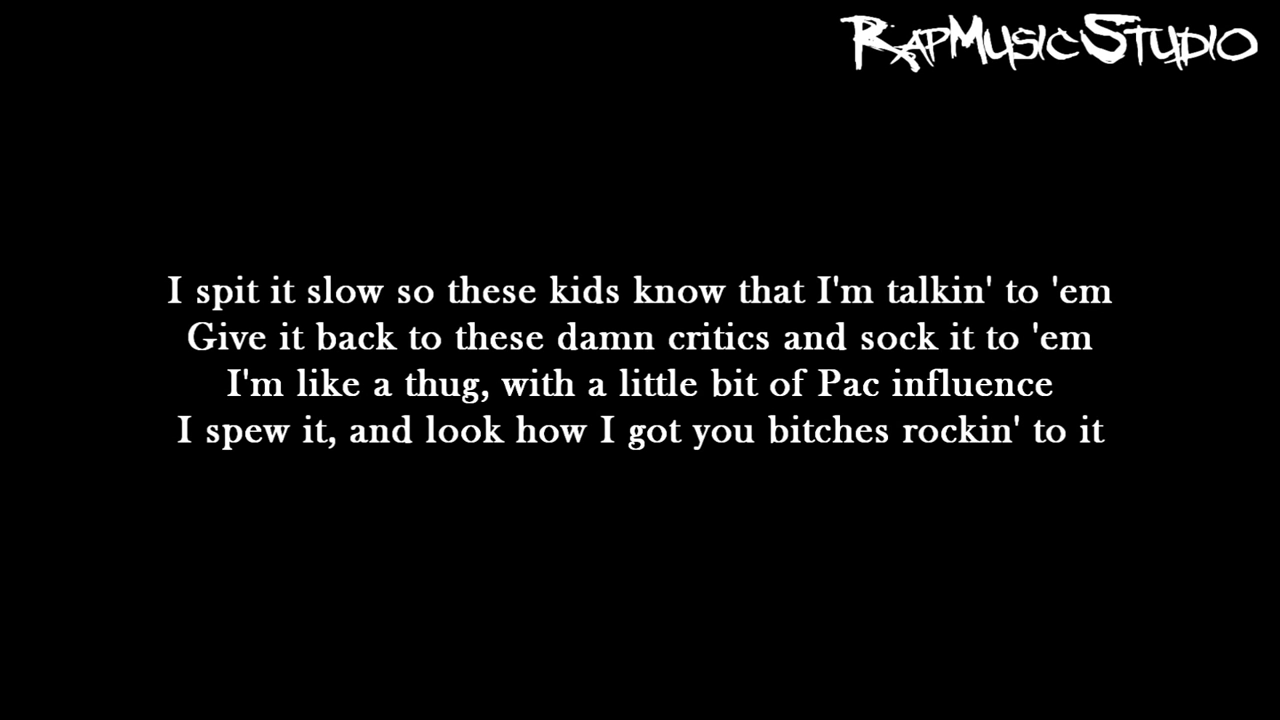 RapMusicStudio
I spit it slow so these kids know that I'm talkin' to 'em
Give it back to these damn critics and sock it to 'em
I'm like a thug, with a little bit of Pac influence
I spew it, and look how I got you bitches rockin' to it